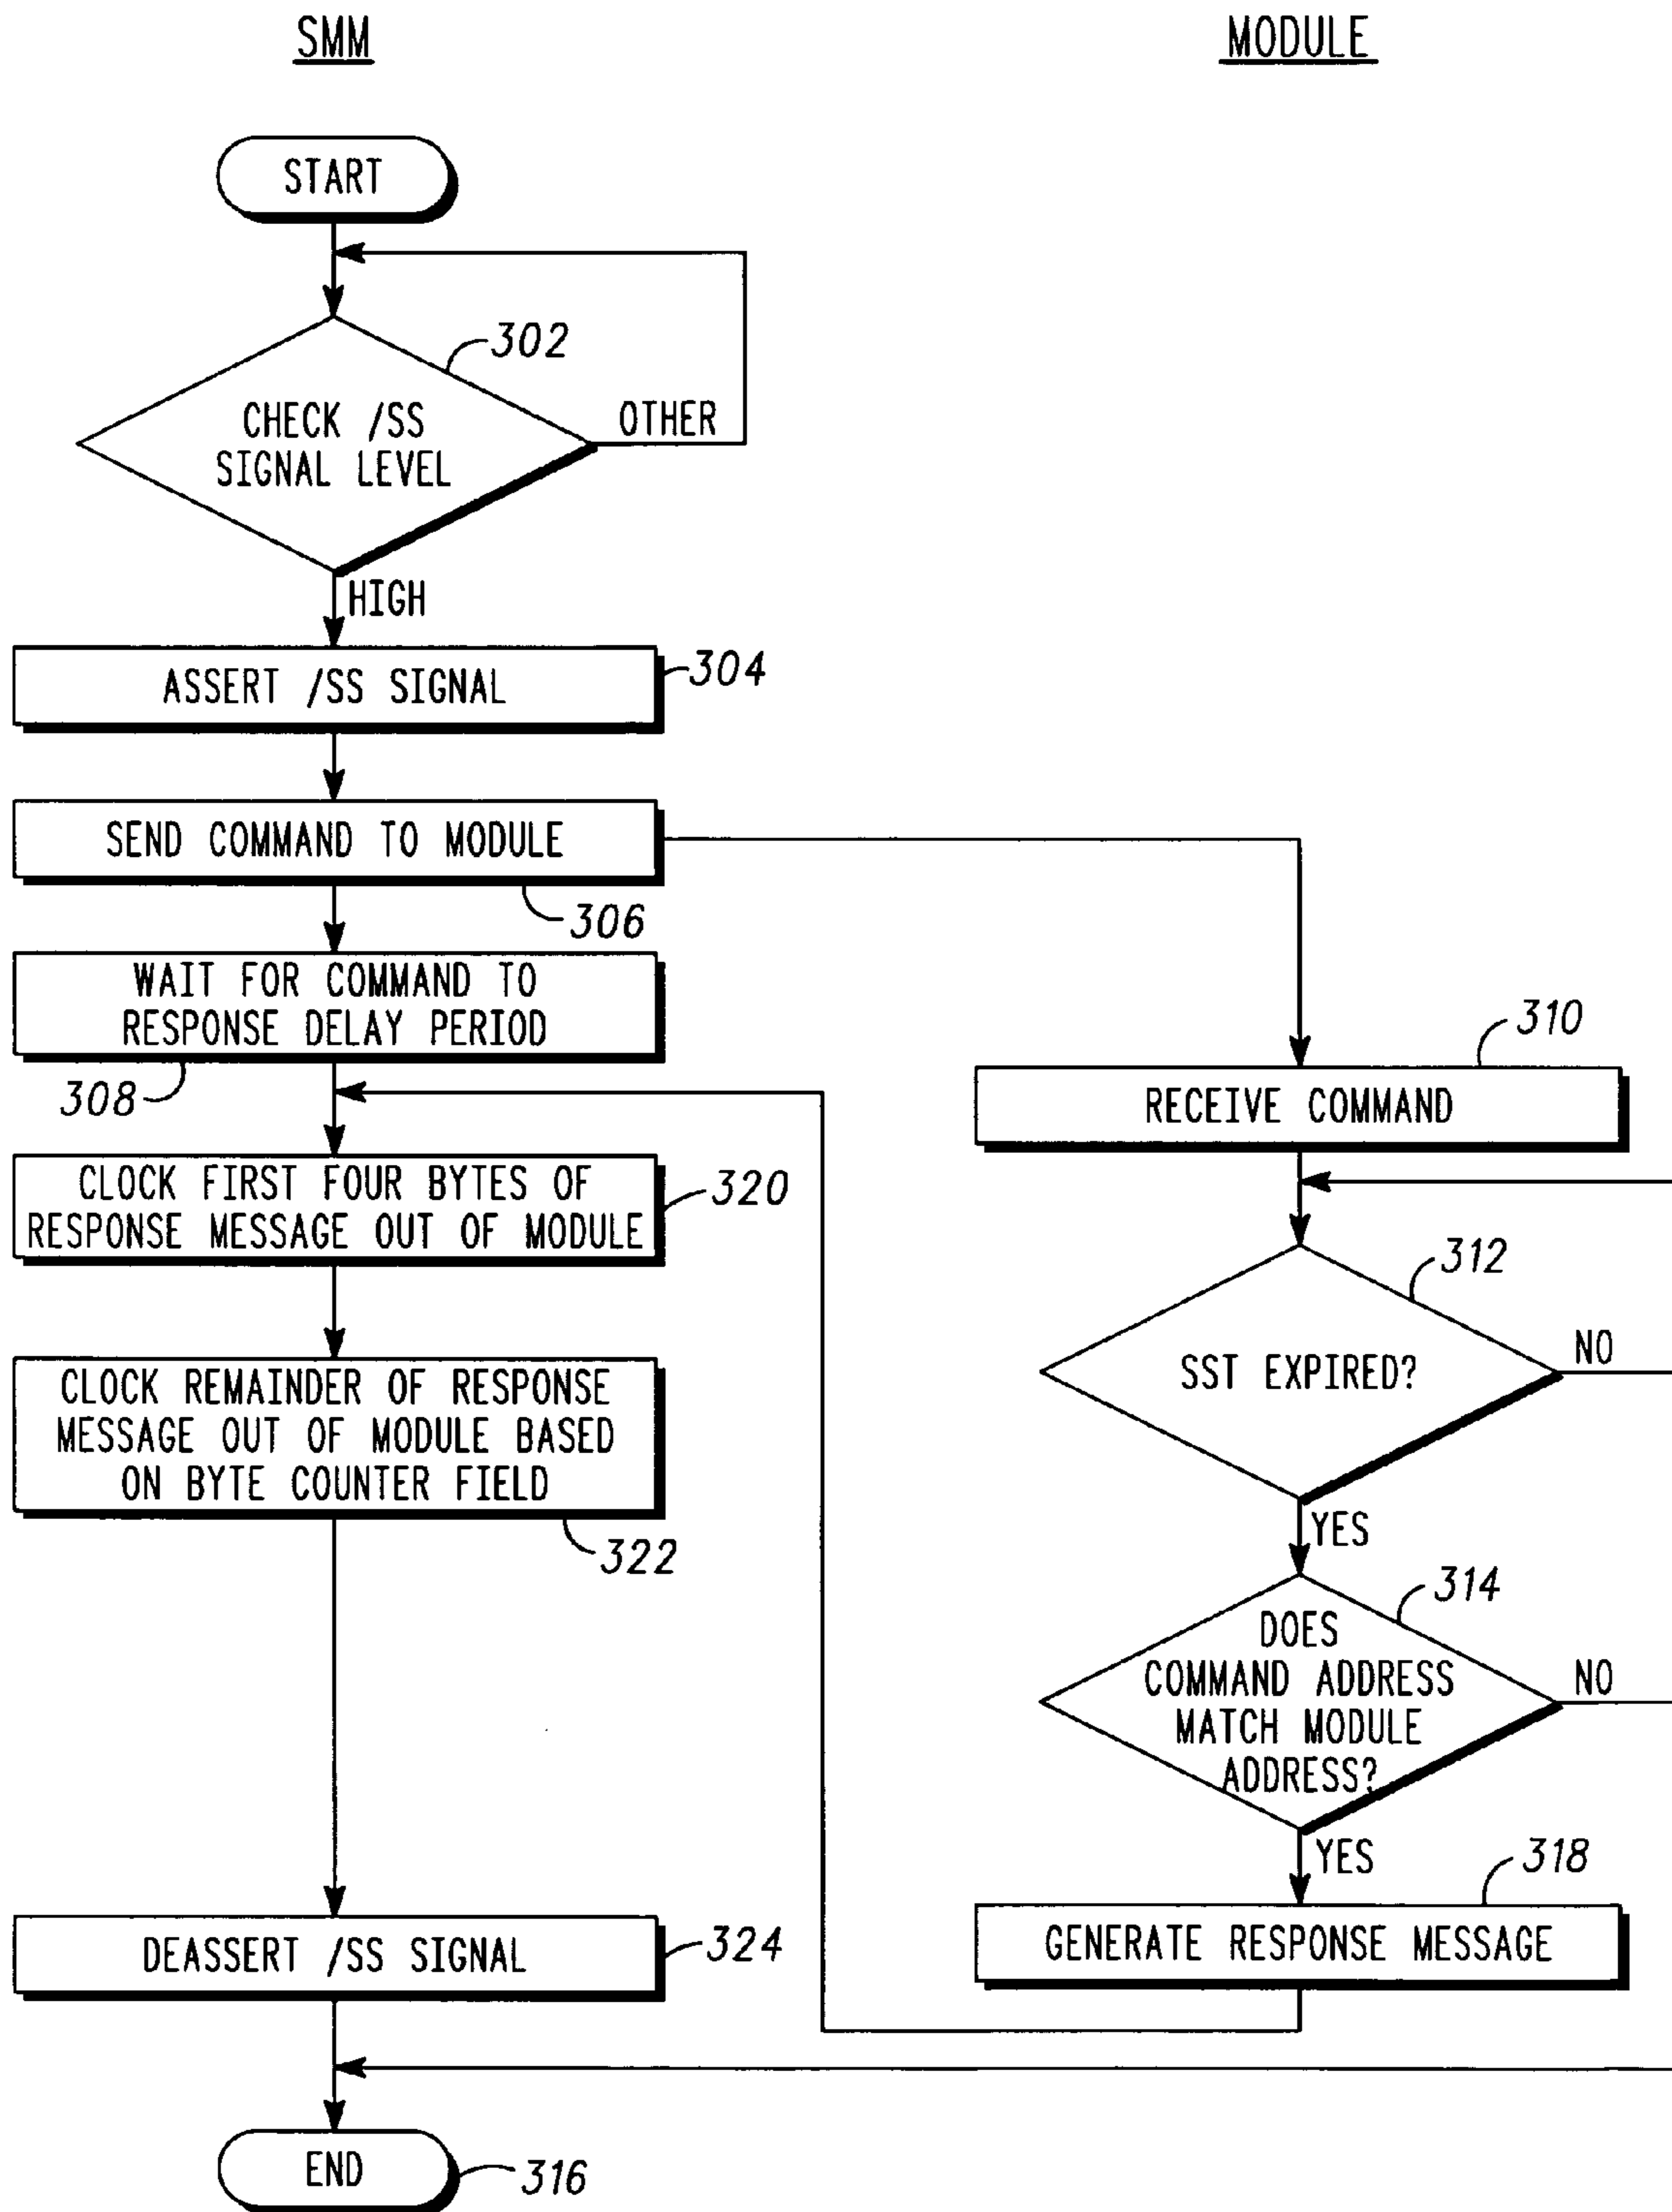 SMM
MODULE
START
302
CHECK /SS
SIGNAL LEVEL
OTHER
HIGH
ASSERT /SS SIGNAL
304
SEND COMMAND TO MODULE
306
WAIT FOR COMMAND TO
RESPONSE DELAY PERIOD
308
310
RECEIVE COMMAND
CLOCK FIRST FOUR BYTES OF
RESPONSE MESSAGE OUT OF MODULE
320
312
SST EXPIRED?
NO
YES
CLOCK REMAINDER OF RESPONSE
MESSAGE OUT OF MODULE BASED
ON BYTE COUNTER FIELD
322
314
DOES
COMMAND ADDRESS
MATCH MODULE
ADDRESS?
NO
YES
318
GENERATE RESPONSE MESSAGE
DEASSERT /SS SIGNAL
324
END
316